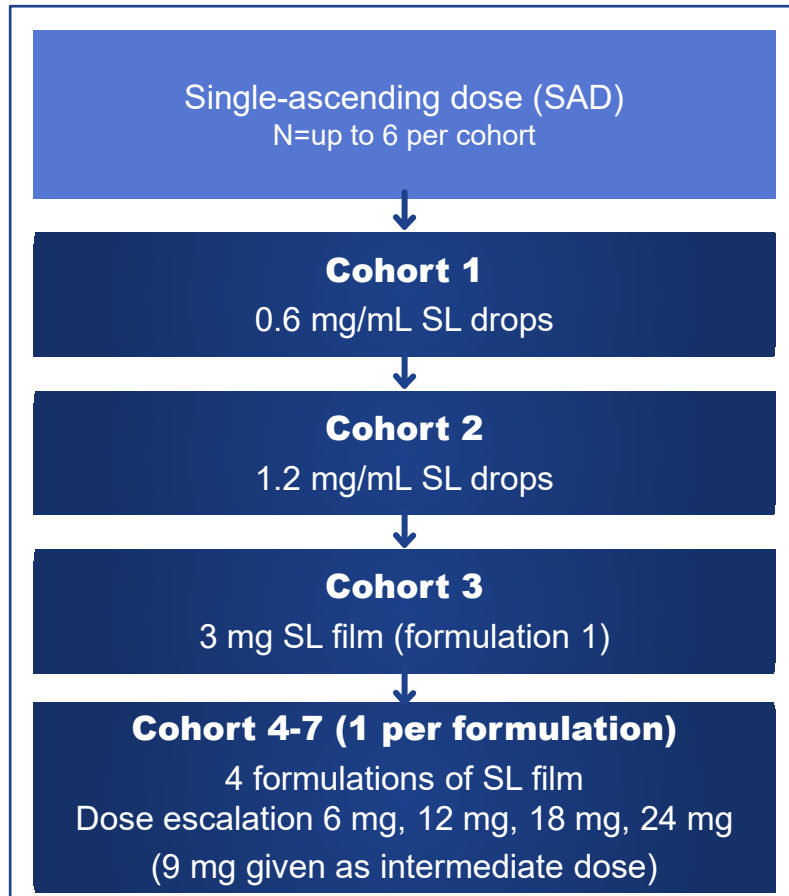 Single-ascending dose (SAD)
N=up to 6 per cohort
Cohort 1
0.6 mg/mL SL drops
Cohort 2
1.2 mg/mL SL drops
Cohort 3
3 mg SL film (formulation 1)
Cohort 4-7 (1 per formulation)
4 formulations of SL film
Dose escalation 6 mg, 12 mg, 18 mg, 24 mg
(9 mg given as intermediate dose)